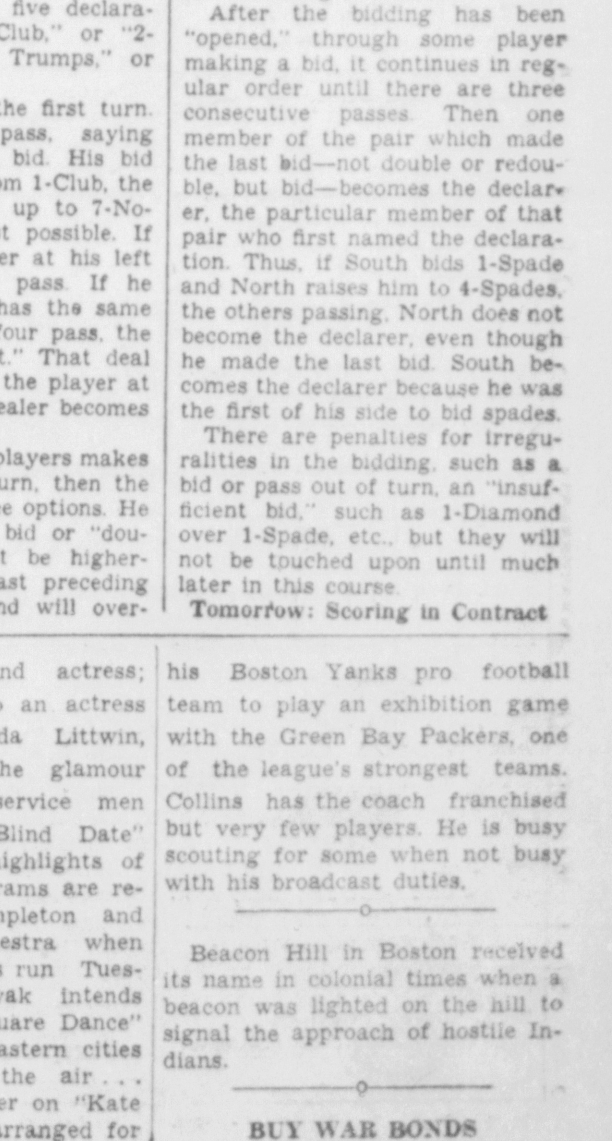 five declara-
Club," or "2-
Trumps," or
the first turn.
pass, saying
bid. His bid
om 1-Club, the
up to 7-No-
t possible. If
er at his left
pass. If he
has the same
four pass, the
t." That deal
the player at
ealer becomes
players makes
urn, then the
e options. He
bid or "dou-
t be higher-
ast preceding
nd will over-
After the bidding has been
"opened," through some player
making a bid, it continues in reg-
ular order until there are three
consecutive passes. Then one
member of the pair which made
the last bid—not double or redou-
ble, but bid—becomes the declar-
er, the particular member of that
pair who first named the declara-
tion. Thus, if South bids 1-Spade
and North raises him to 4-Spades,
the others passing, North does not
become the declarer, even though
he made the last bid. South be-
comes the declarer because he was
the first of his side to bid spades.
There are penalties for irregu-
ralities in the bidding, such as a
bid or pass out of turn, an "insuf-
ficient bid," such as 1-Diamond
over 1-Spade, etc., but they will
not be touched upon until much
later in this course.
Tomorrow: Scoring in Contract
nd actress;
an actress
da Littwin,
he glamour
service men
Blind Date"
highlights of
rams are re-
mpleton and
estra when
s run Tues-
vak intends
uare Dance"
astern cities
the air . . .
er on "Kate
arranged for
his Boston Yanks pro football
team to play an exhibition game
with the Green Bay Packers, one
of the league's strongest teams.
Collins has the coach franchised
but very few players. He is busy
scouting for some when not busy
with his broadcast duties.
Beacon Hill in Boston received
its name in colonial times when a
beacon was lighted on the hill to
signal the approach of hostile In-
dians.
BUY WAR BONDS